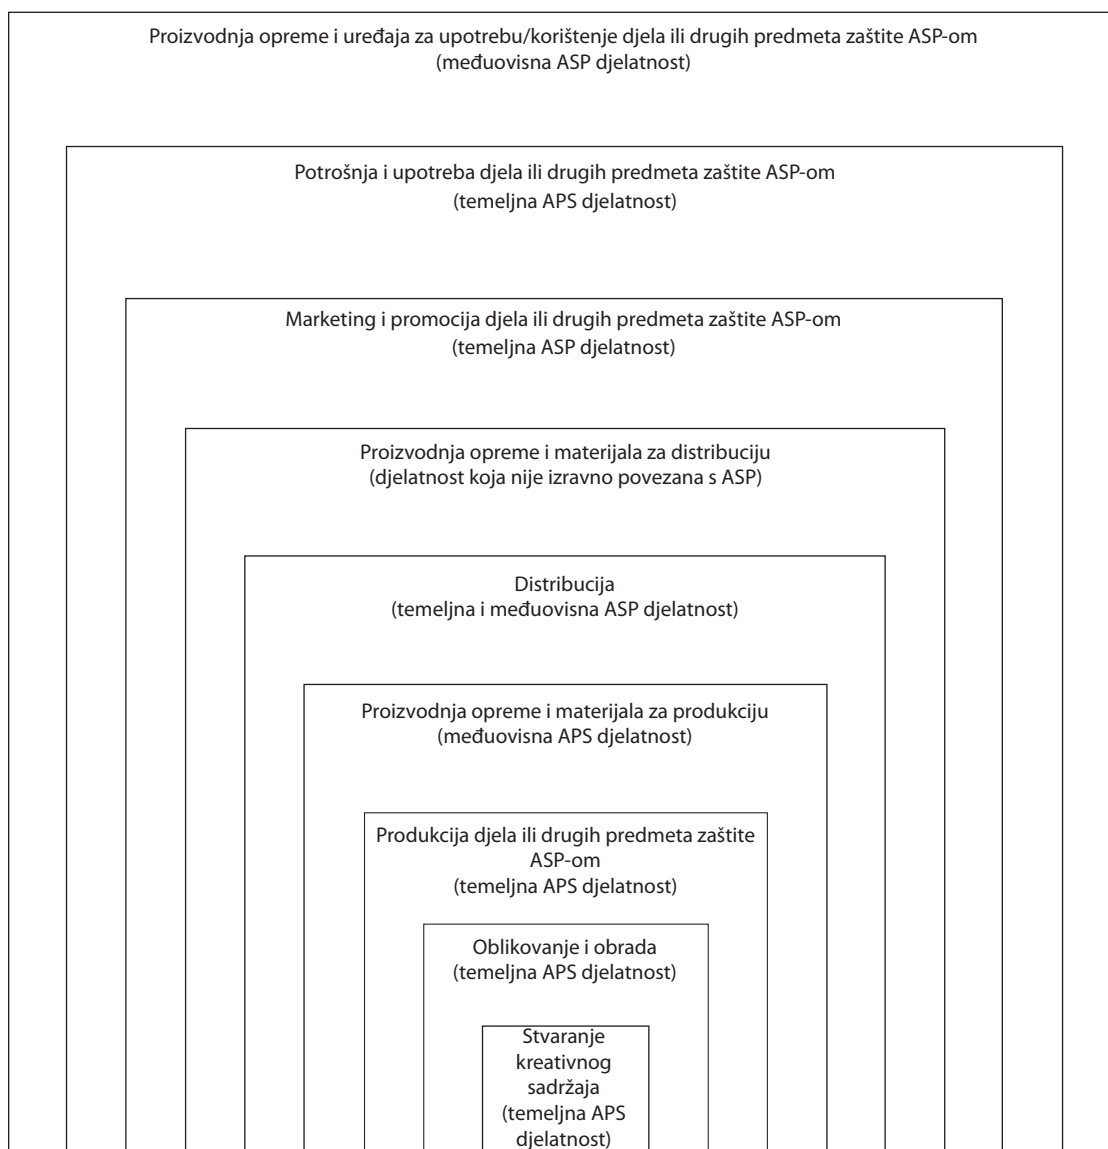 Proizvodnja opreme i uređaja za upotrebu/korištenje djela ili drugih predmeta zaštite ASP-om
(međuovisna ASP djelatnost)
Potrošnja i upotreba djela ili drugih predmeta zaštite ASP-om
(temeljna APS djelatnost)
Marketing i promocija djela ili drugih predmeta zaštite ASP-om
(temeljna ASP djelatnost)
Proizvodnja opreme i materijala za distribuciju
(djelatnost koja nije izravno povezana s ASP)
Distribucija
(temeljna i međuovisna ASP djelatnost)
Proizvodnja opreme i materijala za produkciju
(međuovisna APS djelatnost)
Produkcija djela ili drugih predmeta zaštite
ASP-om
(temeljna APS djelatnost)
Oblikovanje i obrada
(temeljna APS djelatnost)
Stvaranje
kreativnog
sadržaja
(temeljna APS
djelatnost)